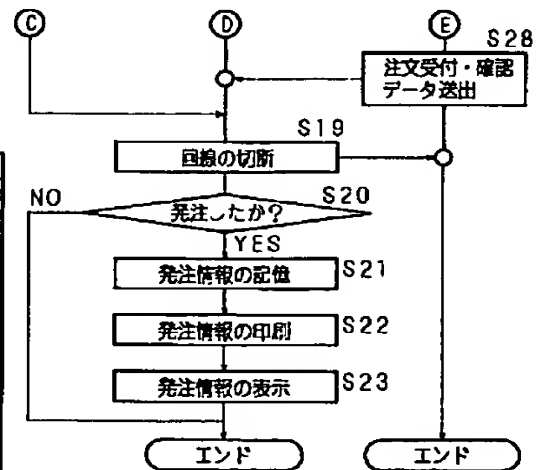 C
D
E
S28
注文受付・確認
データ送出
S19
回線の切断
NO
S20
発注したか?
YES
発注情報の記憶
S21
発注情報の印刷
S22
発注情報の表示
S23
エンド
エンド